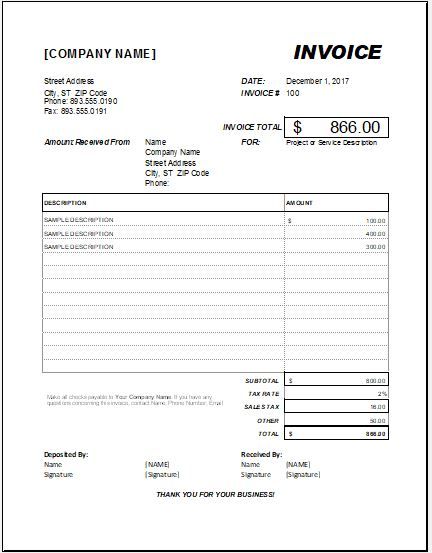 [COMPANY NAME] INVOICE
Street Address DATE: December 1, 2017
City, ST ZIP Code INVOICE # 100
Phone: 893.555.0190
Fax: 893.555.0191
INVOICE TOTAL $ 866.00
Amount Received From Name FOR: Project or Service Description
Company Name
Street Address
City, ST ZIP Code
Phone:
DESCRIPTION AMOUNT
SAMPLE DESCRIPTION $ 100.00
SAMPLE DESCRIPTION 400.00
SAMPLE DESCRIPTION 300.00
SUBTOTAL $ 800.00
TAX RATE 2%
Make all checks payable to Your Company Name. If you have any
questions concerning this invoice, contact Name, Phone Number, Email
SALES TAX 16.00
OTHER 50.00
TOTAL $ 866.00
Deposited By: Received By:
Name [NAME] Name [NAME]
Signature (Signature) Signature (Signature)
THANK YOU FOR YOUR BUSINESS!